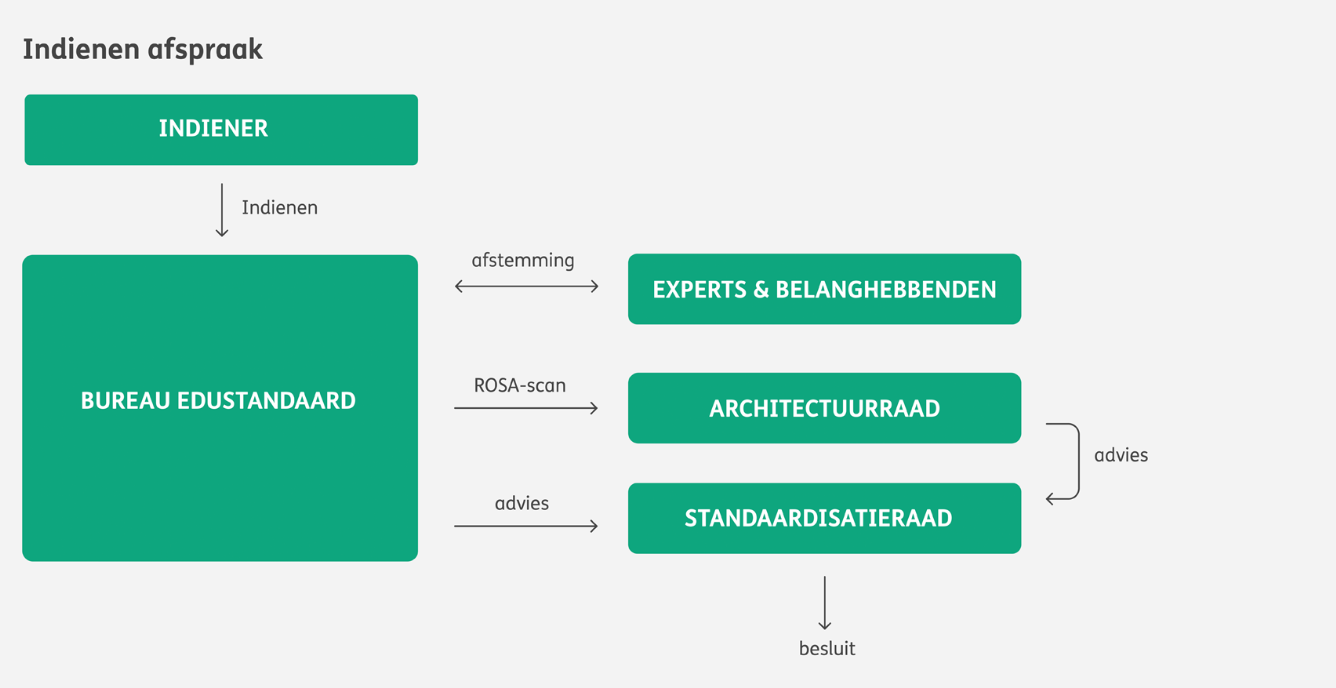 Indienen afspraak
INDIENER
Indienen
afstemming
EXPERTS & BELANGHEBBENDEN
BUREAU EDUSTANDAARD
ROSA-scan
ARCHITECTUURRAAD
advies
advies
STANDAARDISATIERAAD
besluit